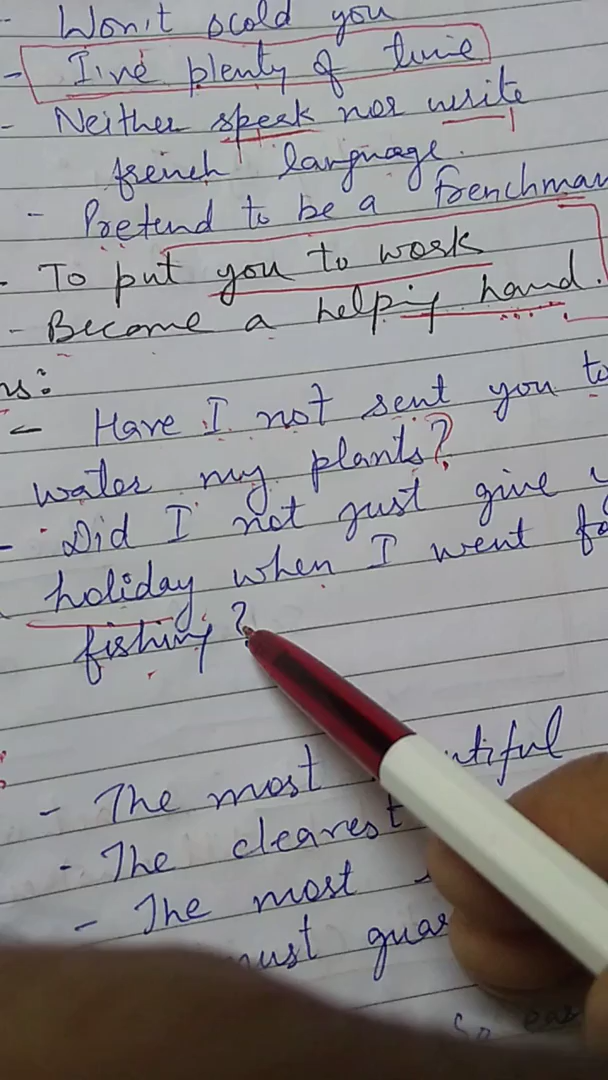 - Won't scold you
- I've plenty of time
- Neither speak nor write
french language.
- Pretend to be a frenchman
- To put you to work
- Become a helping hand.
ns:
- Have I not sent you to
water my plants?
- Did I not just give
holiday when I went for
fishing?
- The most
- The clearest
- The most
must
So